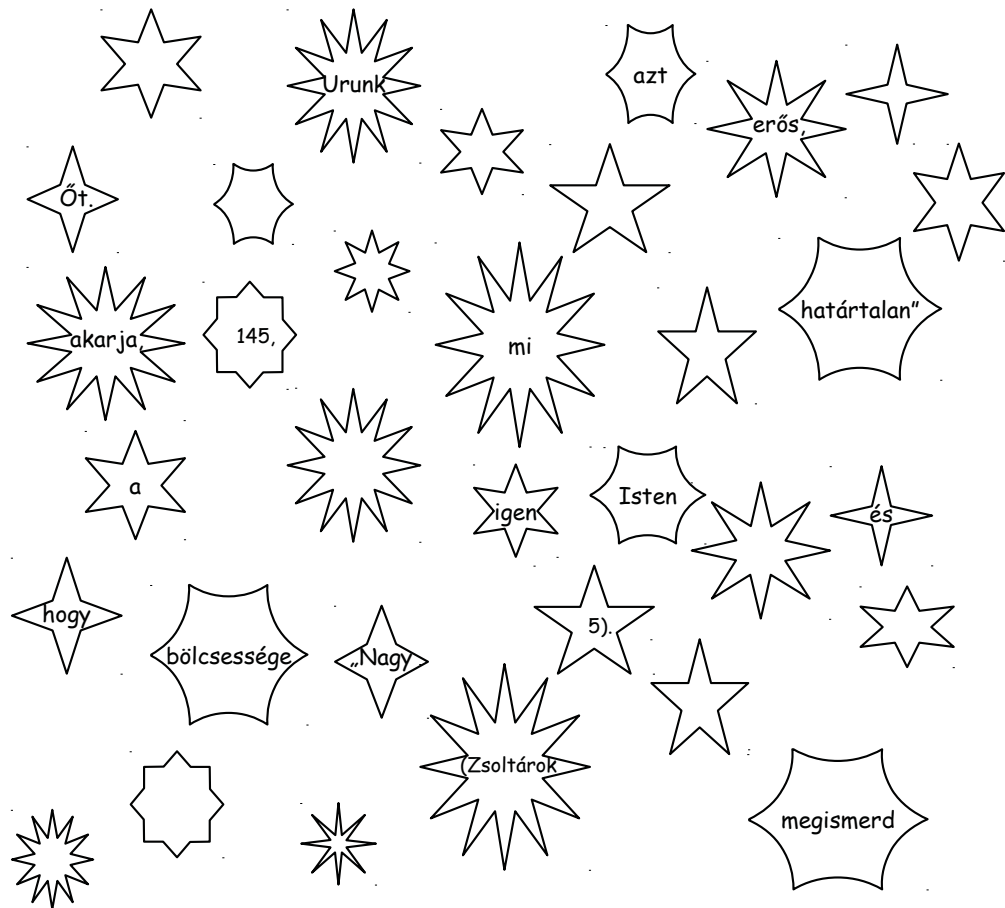 Urunk
azt
erős,
Őt.
akarja,
145,
mi
határtalan”
a
igen
Isten
és
hogy
bölcsessége
„Nagy
5).
(Zsoltárok
megismerd